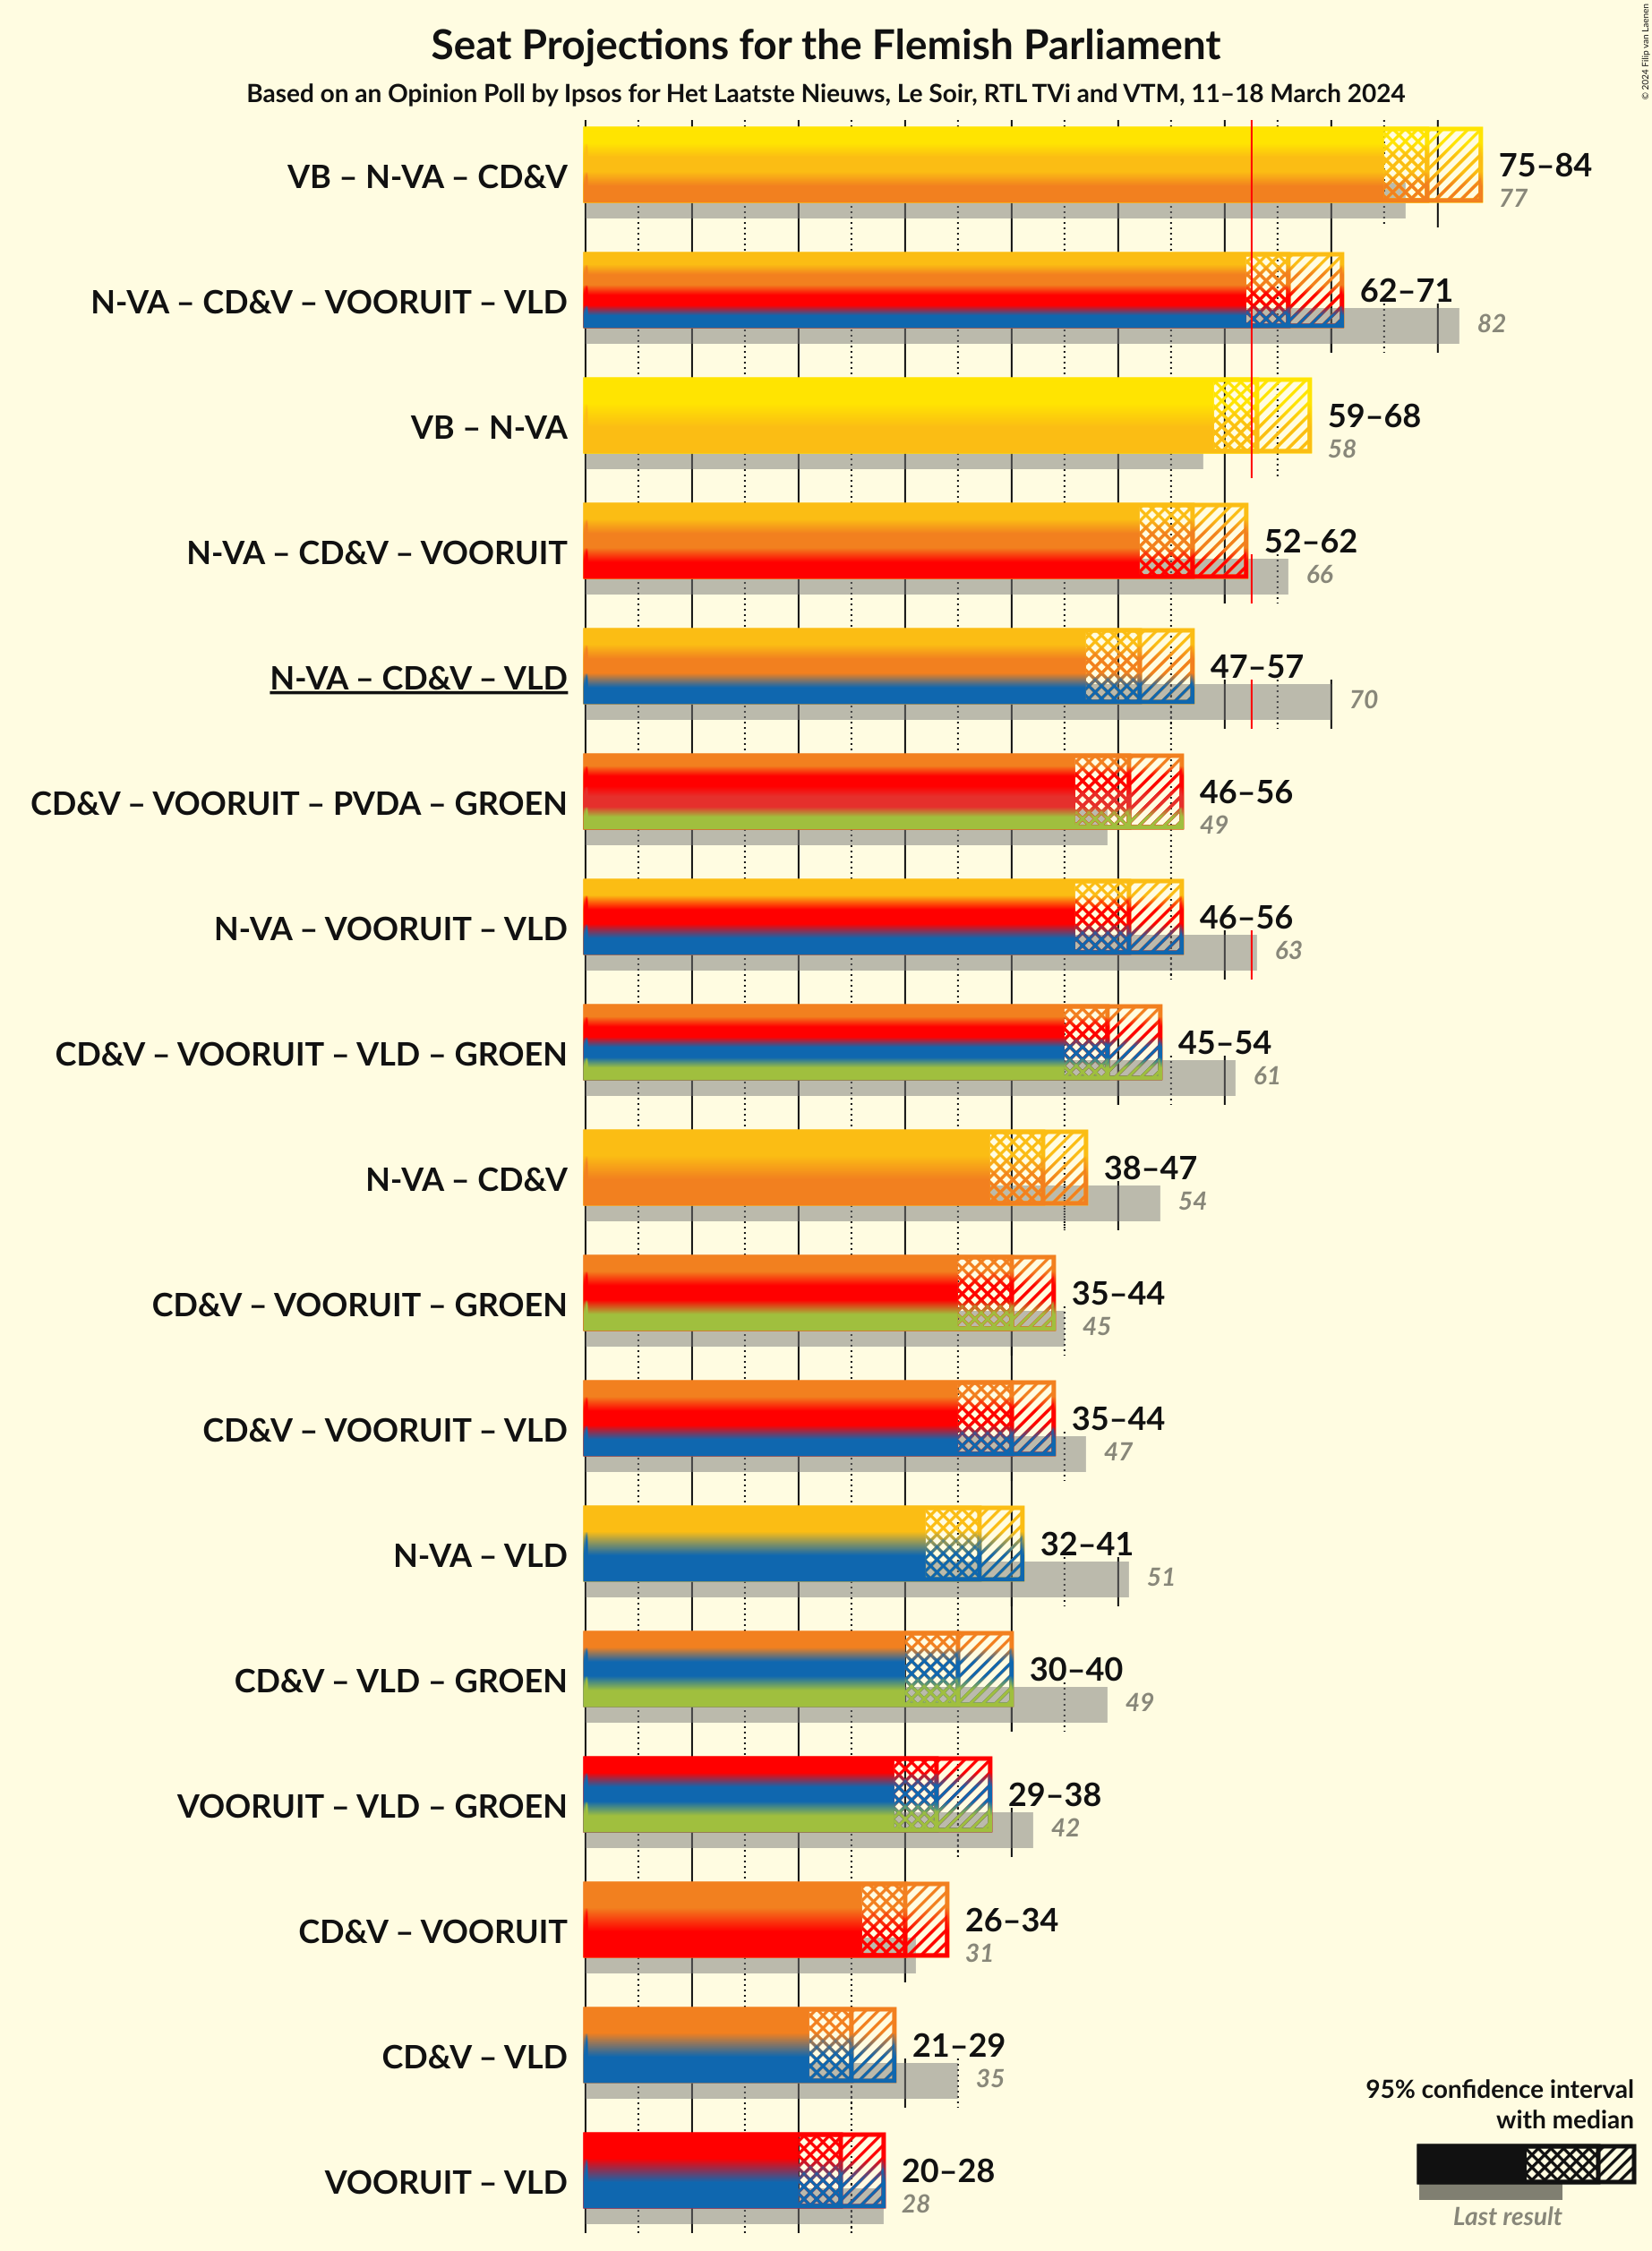 Seat Projections for the Flemish Parliament
Based on an Opinion Poll by Ipsos for Het Laatste Nieuws, Le Soir, RTL TVi and VTM, 11–18 March 2024
© 2024 Filip van Laenen
VB – N-VA – CD&V
75–84
77
N-VA – CD&V – VOORUIT – VLD
62–71
82
VB – N-VA
59–68
58
N-VA – CD&V – VOORUIT
52–62
66
N-VA – CD&V – VLD
47–57
70
CD&V – VOORUIT – PVDA – GROEN
46–56
49
N-VA – VOORUIT – VLD
46–56
63
CD&V – VOORUIT – VLD – GROEN
45–54
61
N-VA – CD&V
38–47
54
CD&V – VOORUIT – GROEN
35–44
45
CD&V – VOORUIT – VLD
35–44
47
N-VA – VLD
32–41
51
CD&V – VLD – GROEN
30–40
49
VOORUIT – VLD – GROEN
29–38
42
CD&V – VOORUIT
26–34
31
CD&V – VLD
21–29
35
VOORUIT – VLD
20–28
28
95% confidence interval
with median
Last result